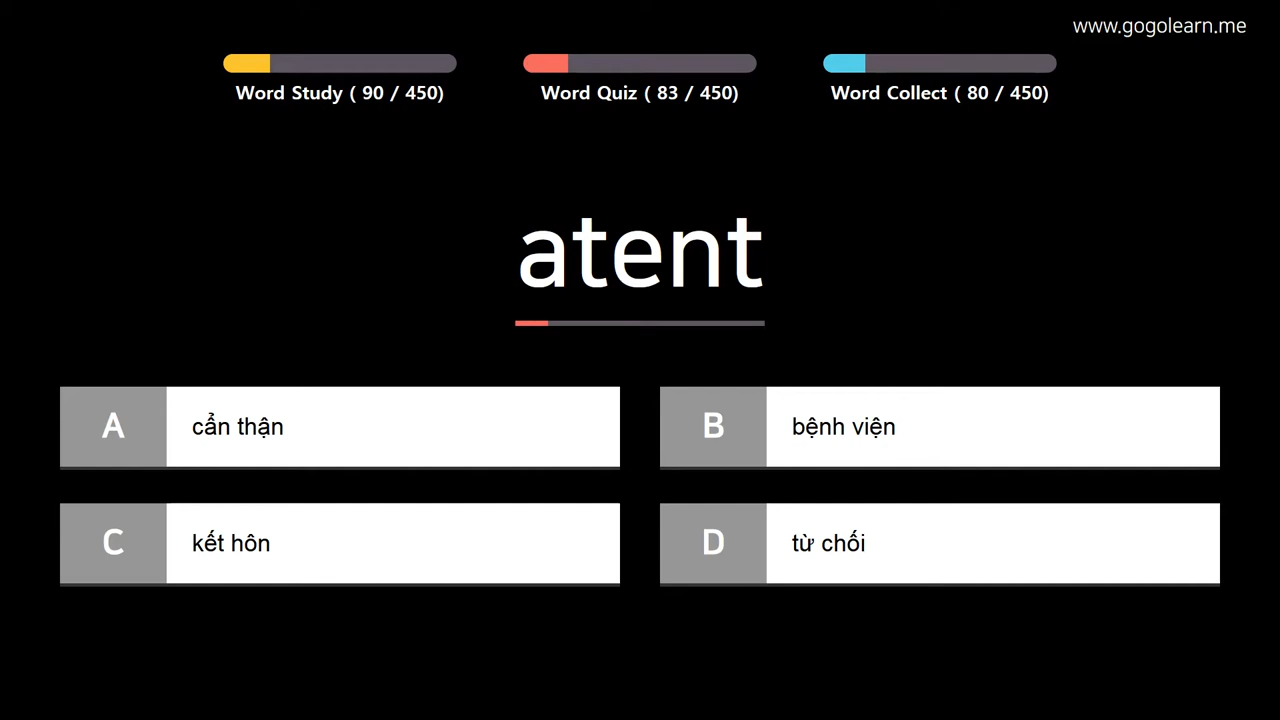 www.gogolearn.me
Word Study ( 90 / 450)
Word Quiz ( 83 / 450)
Word Collect ( 80 / 450)
atent
A
cẩn thận
B
bệnh viện
C
kết hôn
D
từ chối